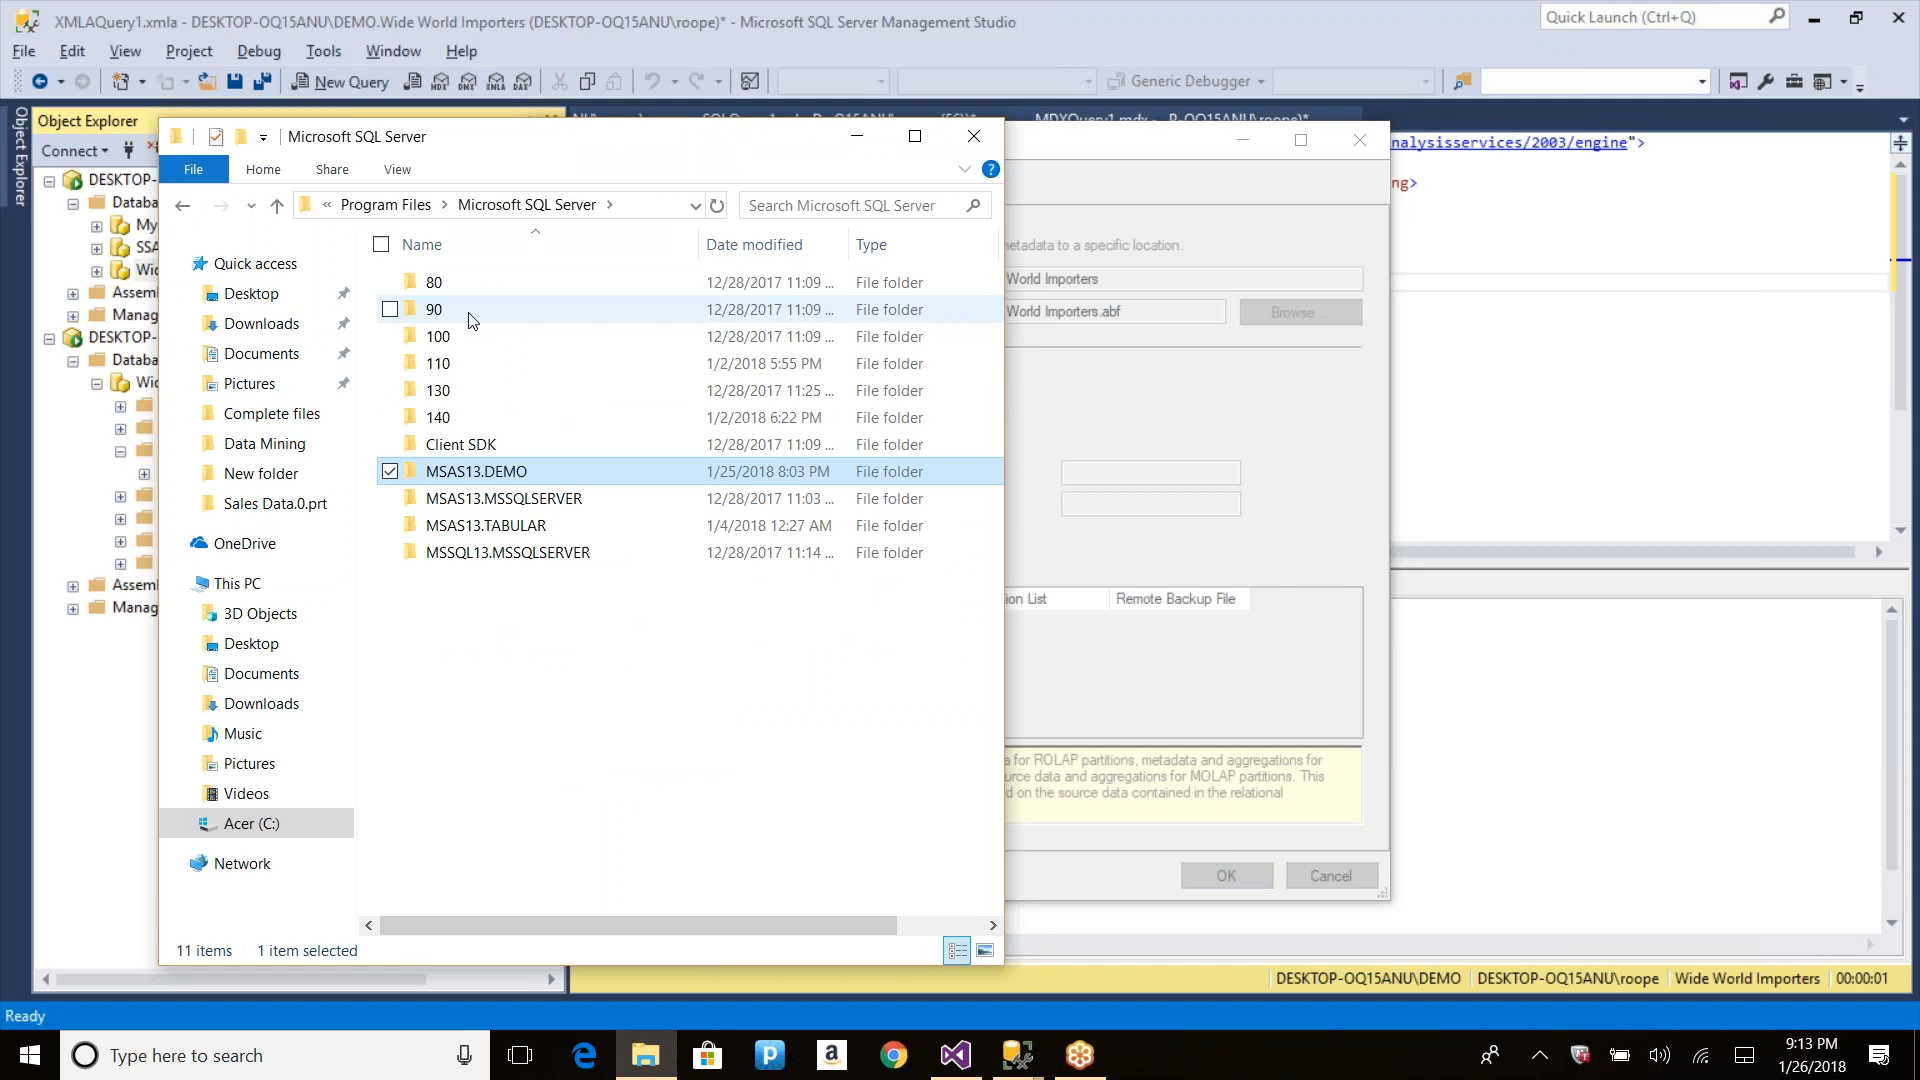 XMLAQuery1.xmla - DESKTOP-OQ15ANU\DEMO.Wide World Importers (DESKTOP-OQ15ANU\roope)* - Microsoft SQL Server Management Studio
Quick Launch (Ctrl+Q)
File Edit View Project Debug Tools Window Help
New Query MDX DMX XMLA DAX Generic Debugger
Object Explorer
Object Explorer
Connect
DESKTOP-
Databa
My
SSA
Wid
Assem
Manag
DESKTOP-
Databa
Wid
Assem
Manag
MDXQuery1.mdx - P-OQ15ANU\roope)*
nalysisservices/2003/engine">
ng>
Microsoft SQL Server
File Home Share View
« Program Files > Microsoft SQL Server >
Search Microsoft SQL Server
Name Date modified Type
80 12/28/2017 11:09 ... File folder
90 12/28/2017 11:09 ... File folder
100 12/28/2017 11:09 ... File folder
110 1/2/2018 5:55 PM File folder
130 12/28/2017 11:25 ... File folder
140 1/2/2018 6:22 PM File folder
Client SDK 12/28/2017 11:09 ... File folder
MSAS13.DEMO 1/25/2018 8:03 PM File folder
MSAS13.MSSQLSERVER 12/28/2017 11:03 ... File folder
MSAS13.TABULAR 1/4/2018 12:27 AM File folder
MSSQL13.MSSQLSERVER 12/28/2017 11:14 ... File folder
Quick access
Desktop
Downloads
Documents
Pictures
Complete files
Data Mining
New folder
Sales Data.0.prt
OneDrive
This PC
3D Objects
Desktop
Documents
Downloads
Music
Pictures
Videos
Acer (C:)
Network
11 items 1 item selected
etadata to a specific location.
World Importers
World Importers.abf
Browse ...
ion List Remote Backup File
a for ROLAP partitions, metadata and aggregations for
urce data and aggregations for MOLAP partitions. This
d on the source data contained in the relational
OK Cancel
DESKTOP-OQ15ANU\DEMO DESKTOP-OQ15ANU\roope Wide World Importers 00:00:01
Ready
Type here to search
9:13 PM
1/26/2018